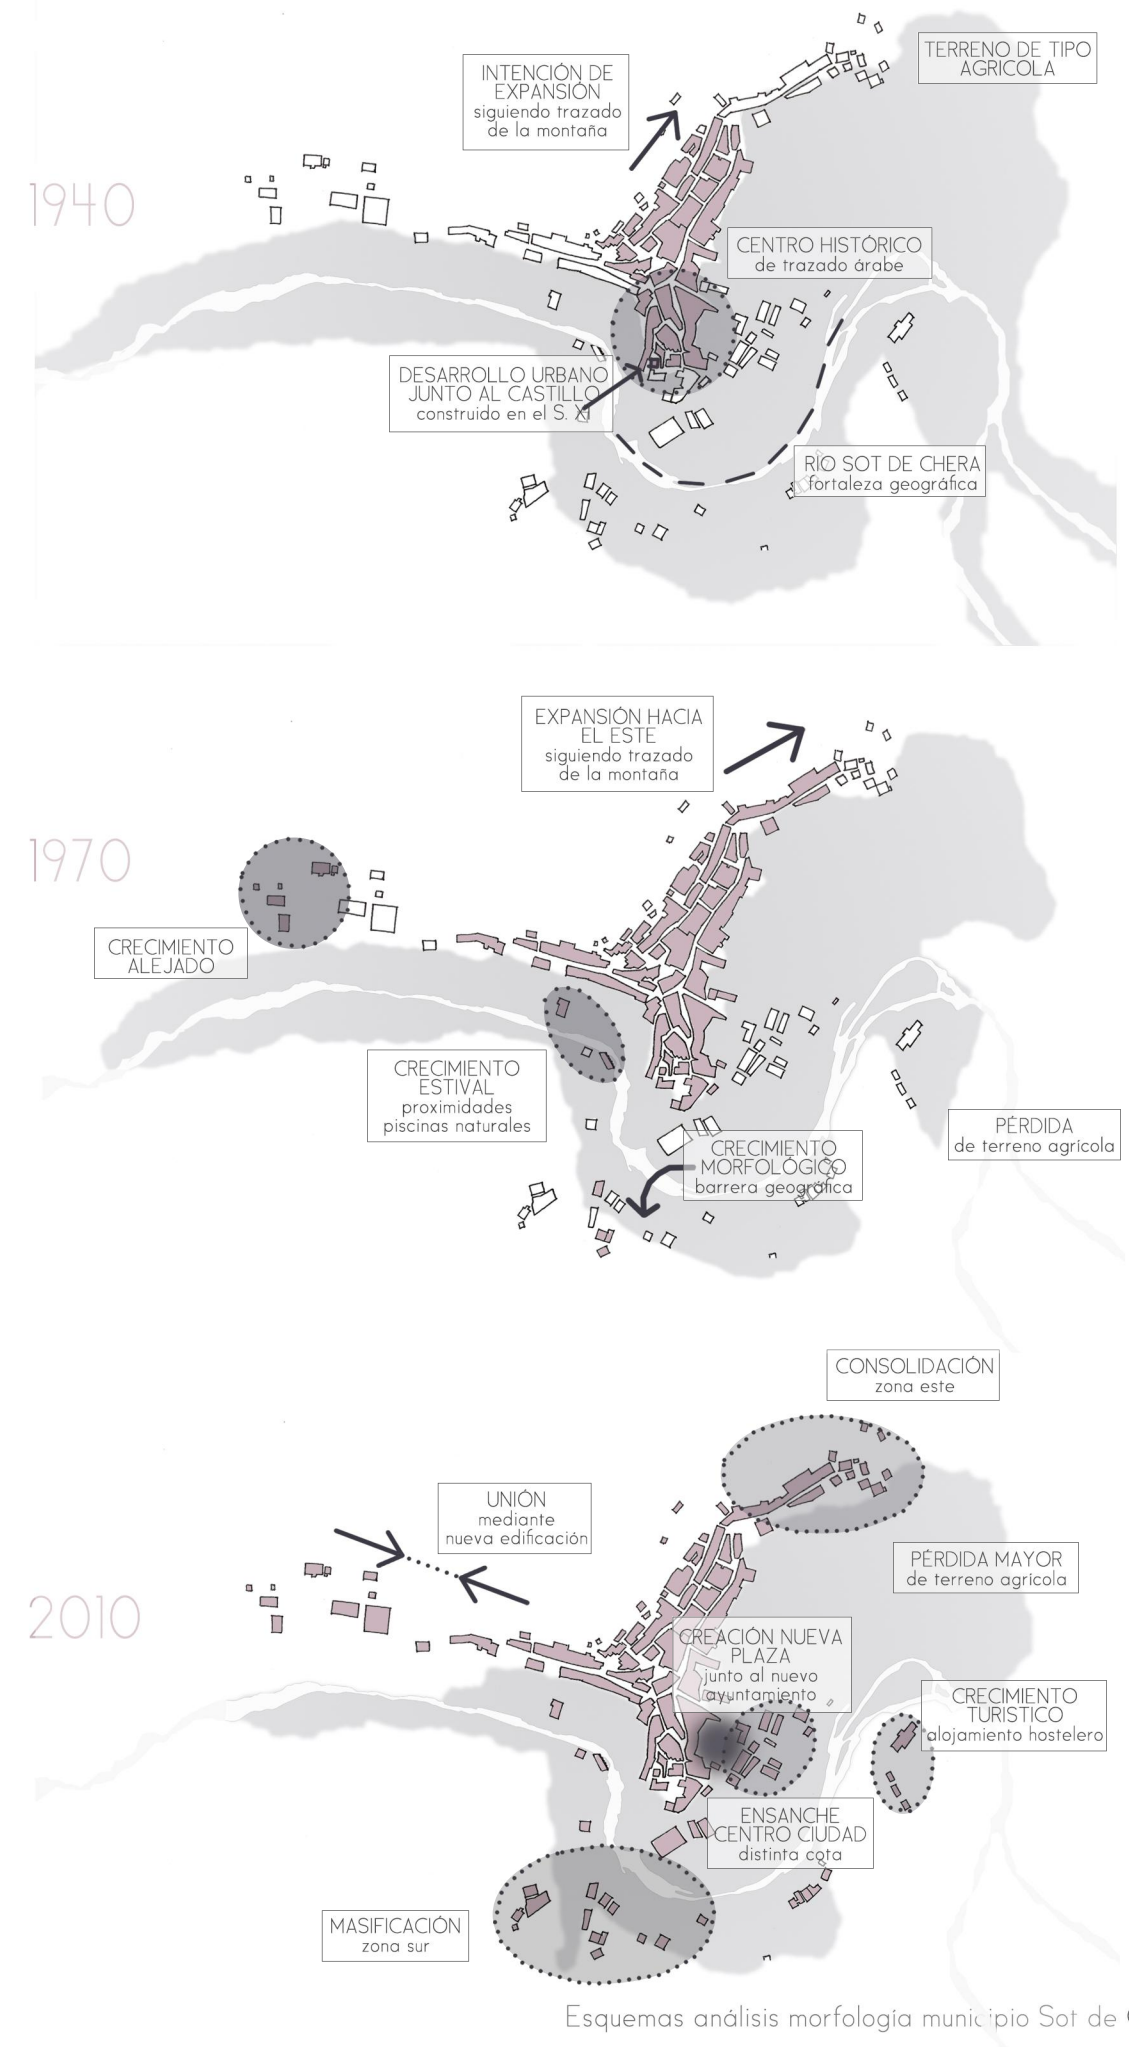 INTENCIÓN DE
EXPANSIÓN
siguiendo trazado
de la montaña
TERRENO DE TIPO
AGRICOLA
1940
CENTRO HISTÓRICO
de trazado árabe
DESARROLLO URBANO
JUNTO AL CASTILLO
construido en el S. XI
RÍO SOT DE CHERA
fortaleza geográfica
EXPANSIÓN HACIA
EL ESTE
siguiendo trazado
de la montaña
1970
CRECIMIENTO
ALEJADO
CRECIMIENTO
ESTIVAL
proximidades
piscinas naturales
PÉRDIDA
de terreno agrícola
CRECIMIENTO
MORFOLÓGICO
barrera geográfica
CONSOLIDACIÓN
zona este
UNIÓN
mediante
nueva edificación
PÉRDIDA MAYOR
de terreno agrícola
2010
CREACIÓN NUEVA
PLAZA
junto al nuevo
ayuntamiento
CRECIMIENTO
TURISTICO
alojamiento hostelero
ENSANCHE
CENTRO CIUDAD
distinta cota
MASIFICACIÓN
zona sur
Esquemas análisis morfología municipio Sot de